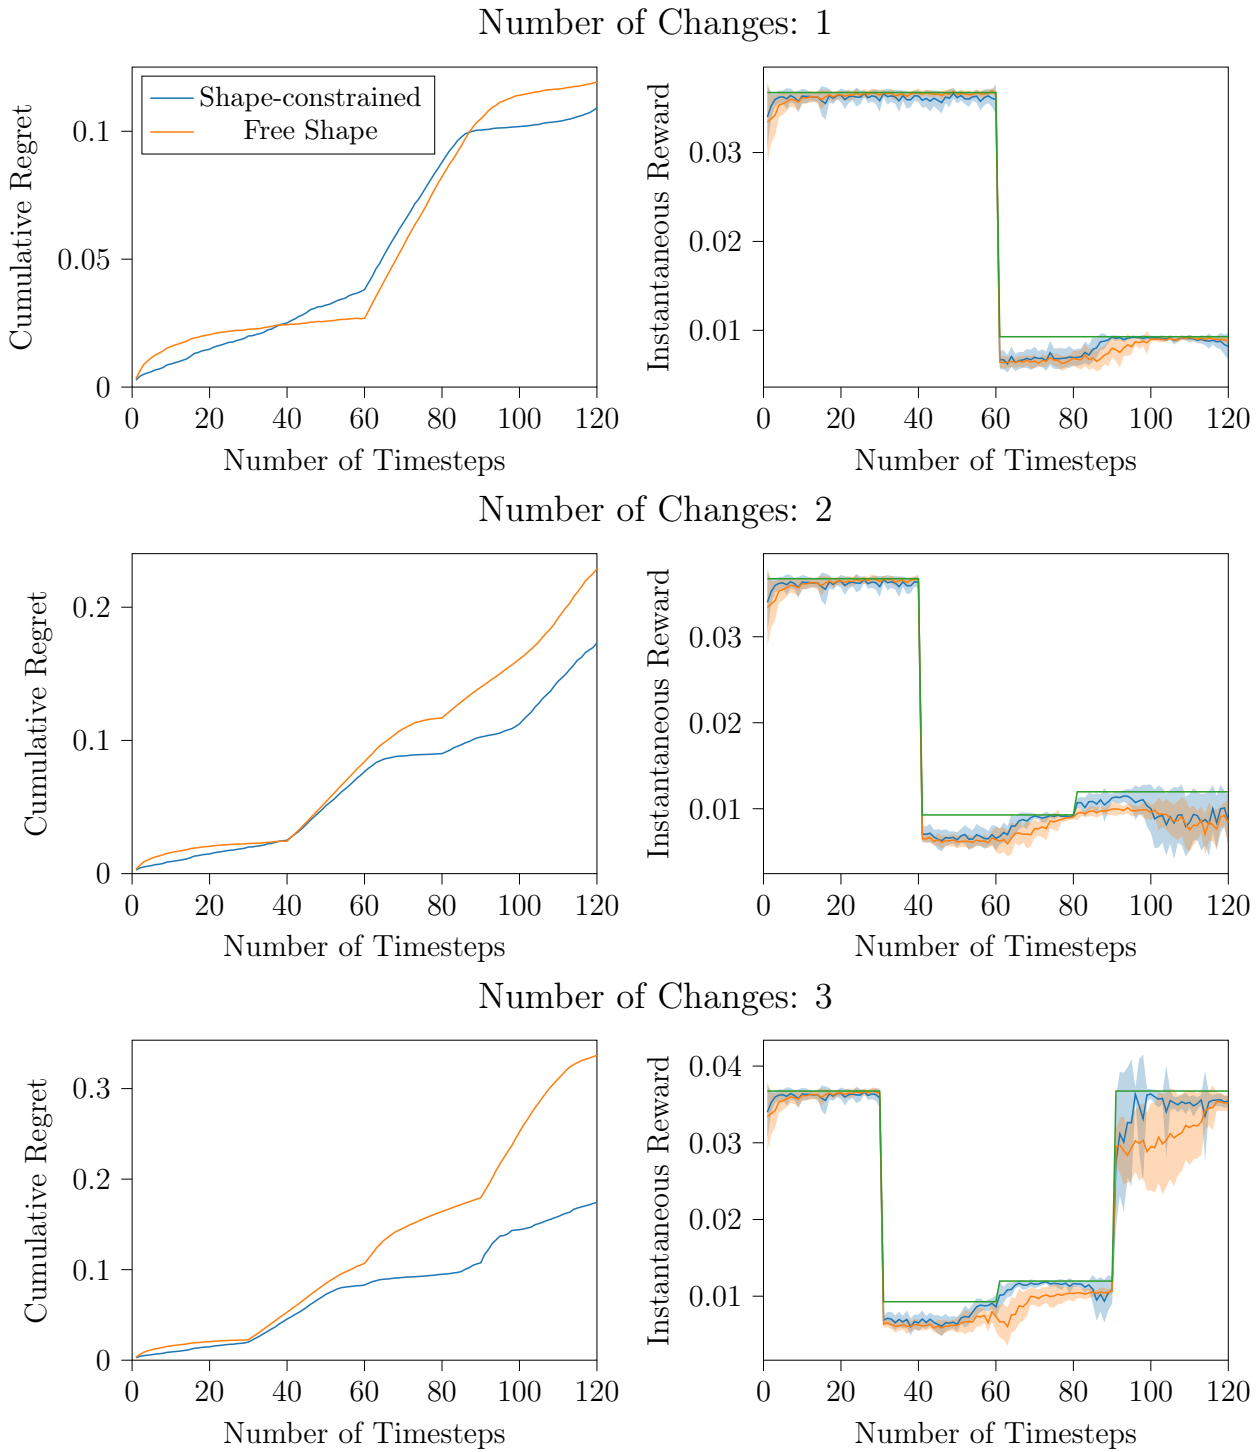 Number of Changes: 1
Cumulative Regret
0.1
0.05
0
Shape-constrained
Free Shape
0 20 40 60 80 100 120
Number of Timesteps
Instantaneous Reward
0.03
0.02
0.01
0 20 40 60 80 100 120
Number of Timesteps
Number of Changes: 2
Cumulative Regret
0.2
0.1
0
0 20 40 60 80 100 120
Number of Timesteps
Instantaneous Reward
0.03
0.02
0.01
0 20 40 60 80 100 120
Number of Timesteps
Number of Changes: 3
Cumulative Regret
0.3
0.2
0.1
0
0 20 40 60 80 100 120
Number of Timesteps
Instantaneous Reward
0.04
0.03
0.02
0.01
0 20 40 60 80 100 120
Number of Timesteps